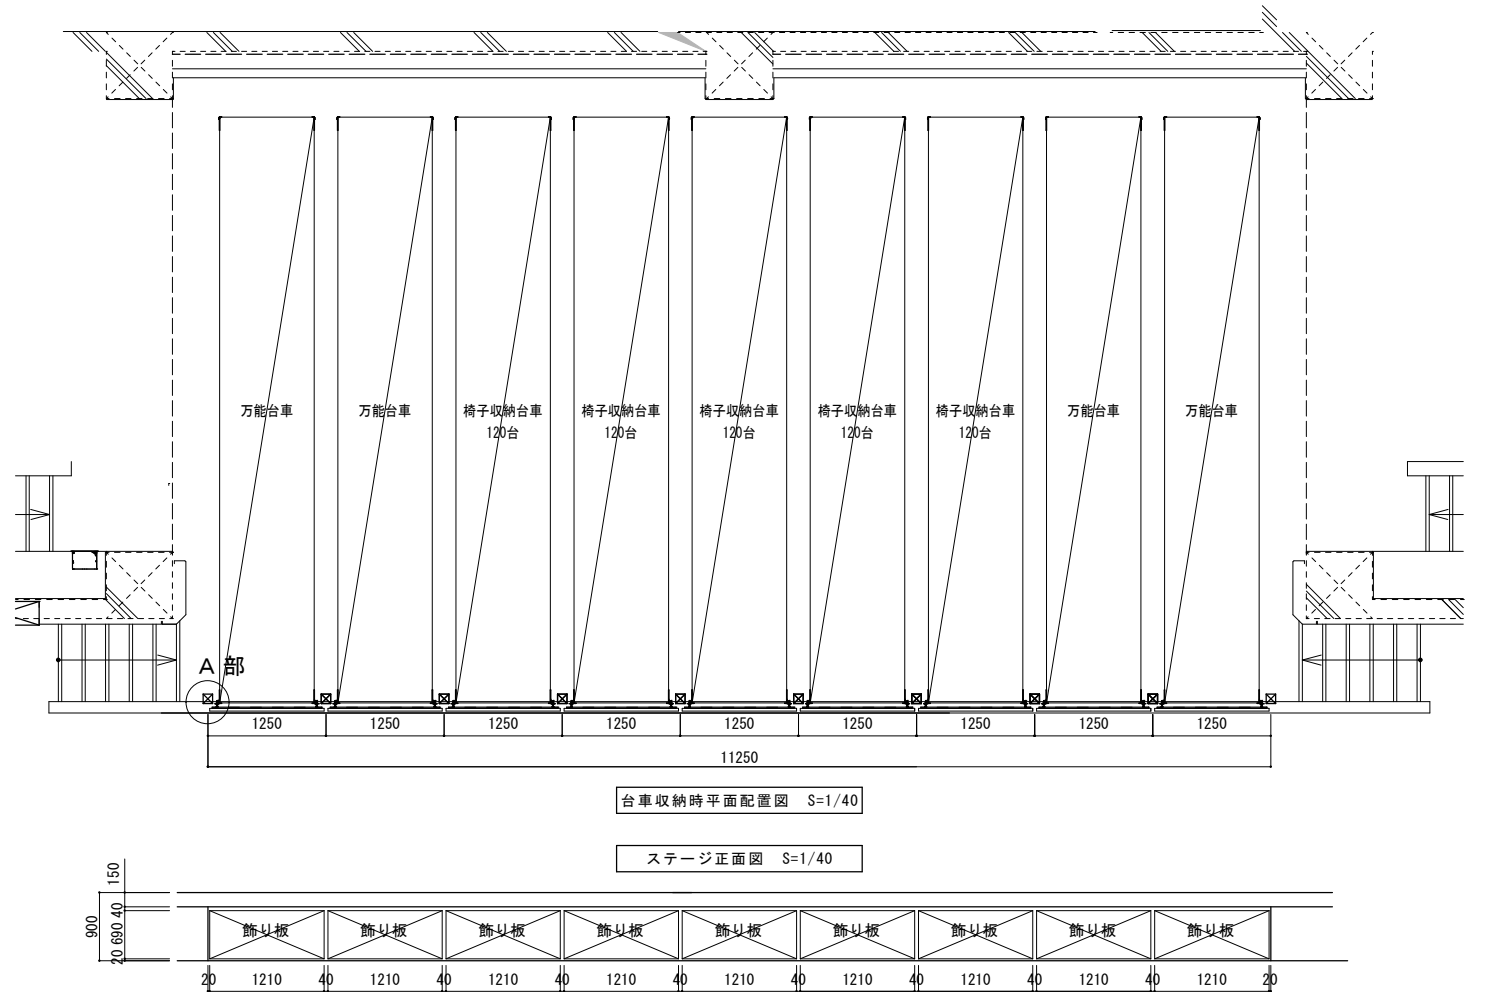 万能台車 万能台車 椅子収納台車 椅子収納台車 椅子収納台車 椅子収納台車 椅子収納台車 万能台車 万能台車
120台 120台 120台 120台 120台
A 部
1250 1250 1250 1250 1250 1250 1250 1250 1250
11250
台車収納時平面配置図 S=1/40
ステージ正面図 S=1/40
150
900
40
690
20
飾り板 飾り板 飾り板 飾り板 飾り板 飾り板 飾り板 飾り板 飾り板
20 1210 40 1210 40 1210 40 1210 40 1210 40 1210 40 1210 40 1210 40 1210 20